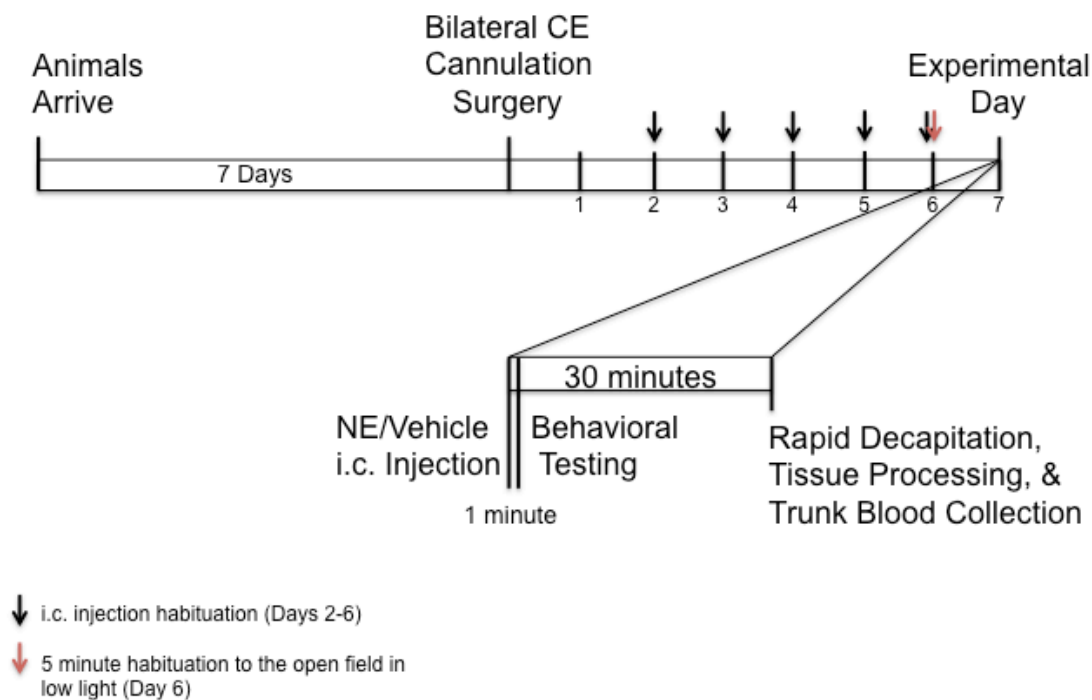 Animals
Arrive
Bilateral CE
Cannulation
Surgery
Experimental
Day
7 Days
1
2
3
4
5
6
7
30 minutes
NE/Vehicle
i.c. Injection
Behavioral
Testing
1 minute
Rapid Decapitation,
Tissue Processing, &
Trunk Blood Collection
i.c. injection habituation (Days 2-6)
5 minute habituation to the open field in
low light (Day 6)